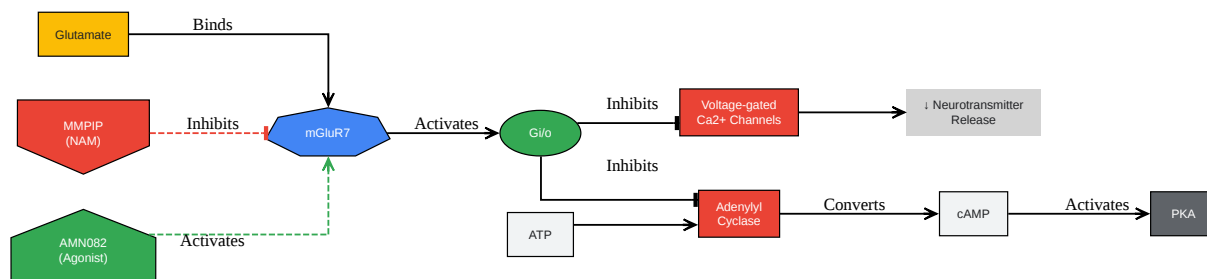 Glutamate
Binds
MMPIP
(NAM)
Inhibits
mGluR7
Activates
Gi/o
Inhibits
Voltage-gated
Ca2+ Channels
↓ Neurotransmitter
Release
Inhibits
AMN082
(Agonist)
Activates
ATP
Adenylyl
Cyclase
Converts
cAMP
Activates
PKA